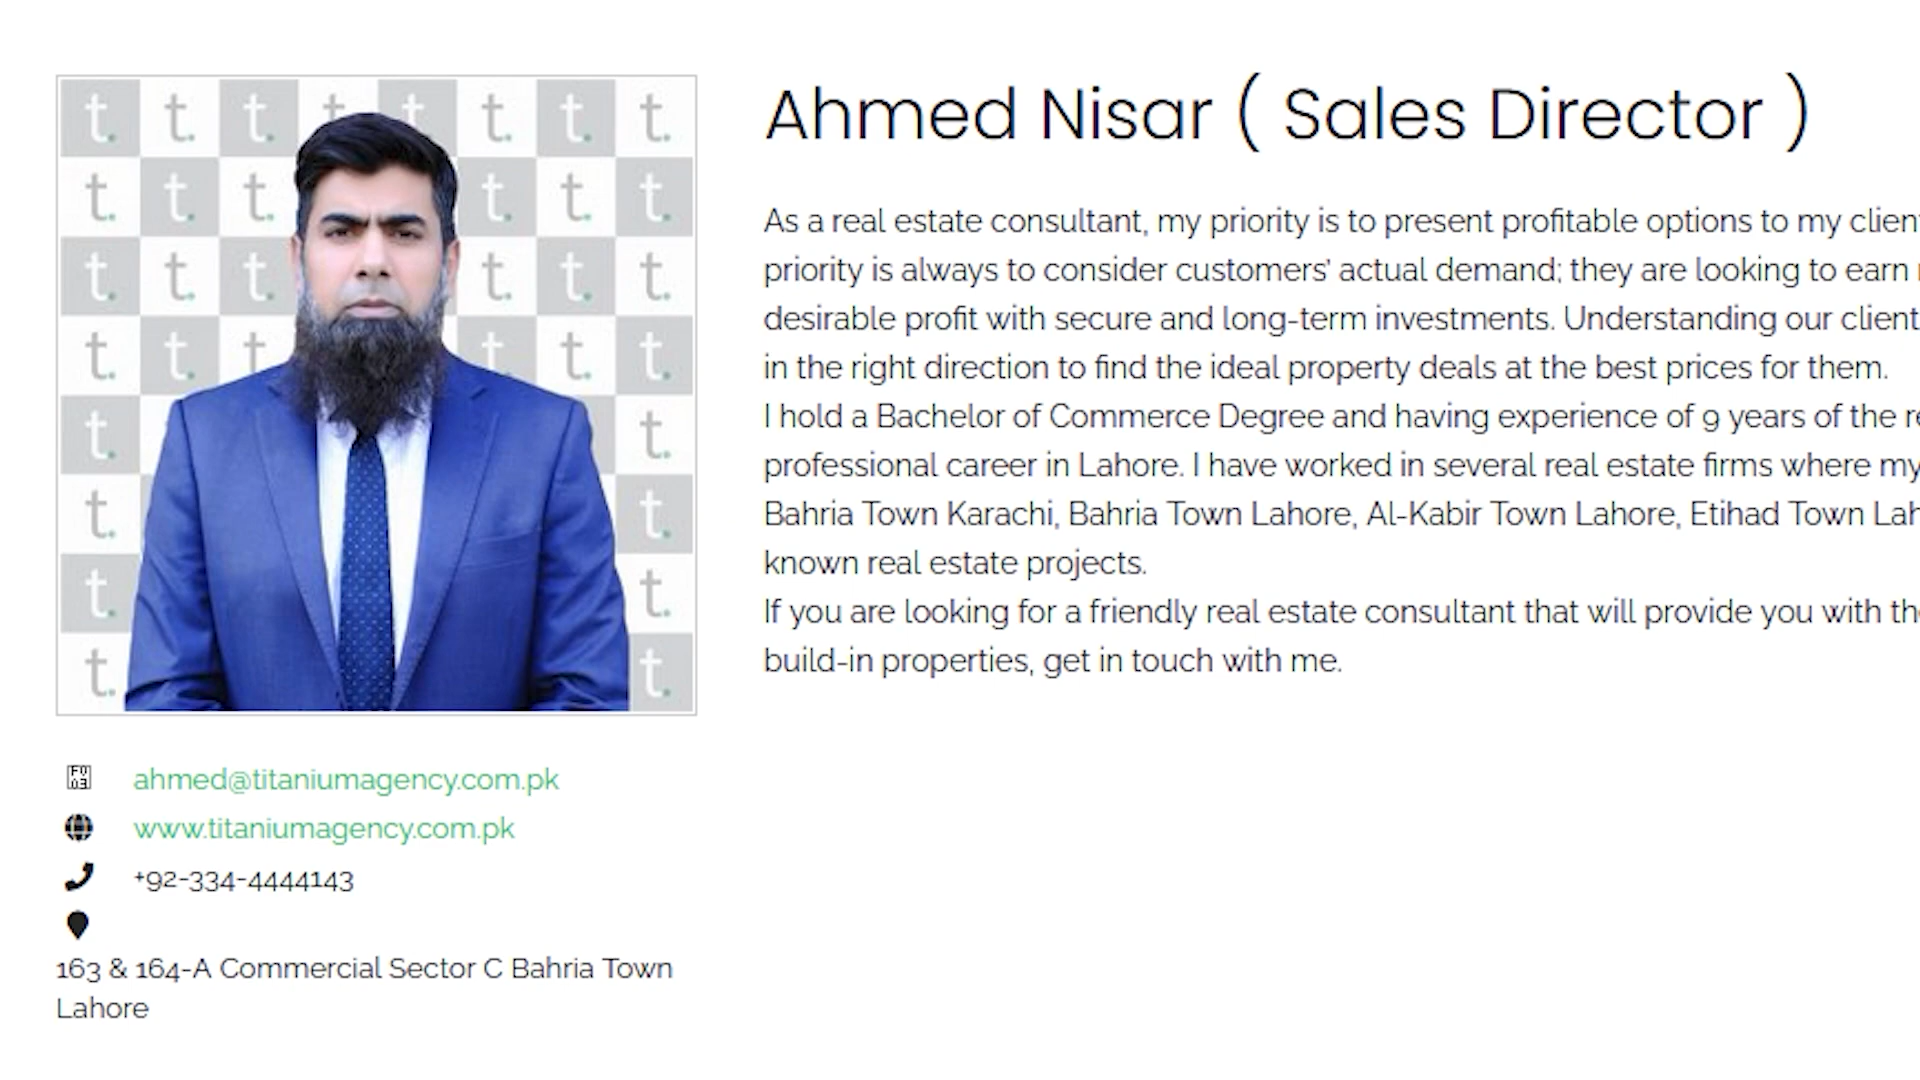 Ahmed Nisar ( Sales Director )
As a real estate consultant, my priority is to present profitable options to my
priority is always to consider customers' actual demand; they are looking to earn
desirable profit with secure and long-term investments. Understanding our
in the right direction to find the ideal property deals at the best prices for them.
I hold a Bachelor of Commerce Degree and having experience of 9 years of the
professional career in Lahore. I have worked in several real estate firms where my
Bahria Town Karachi, Bahria Town Lahore, Al-Kabir Town Lahore, Etihad Town
known real estate projects.
If you are looking for a friendly real estate consultant that will provide you with
build-in properties, get in touch with me.
ahmed@titaniumagency.com.pk
www.titaniumagency.com.pk
+92-334-4444143
163 & 164-A Commercial Sector C Bahria Town
Lahore